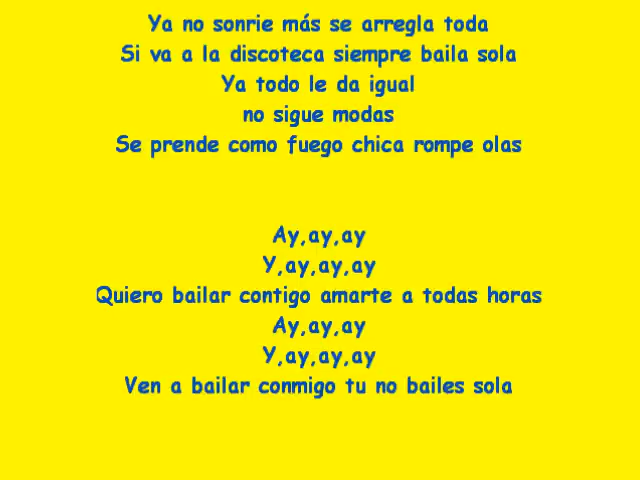 Ya no sonrie más se arregla toda
Si va a la discoteca siempre baila sola
Ya todo le da igual
no sigue modas
Se prende como fuego chica rompe olas
Ay,ay,ay
Y,ay,ay,ay
Quiero bailar contigo amarte a todas horas
Ay,ay,ay
Y,ay,ay,ay
Ven a bailar conmigo tu no bailes sola